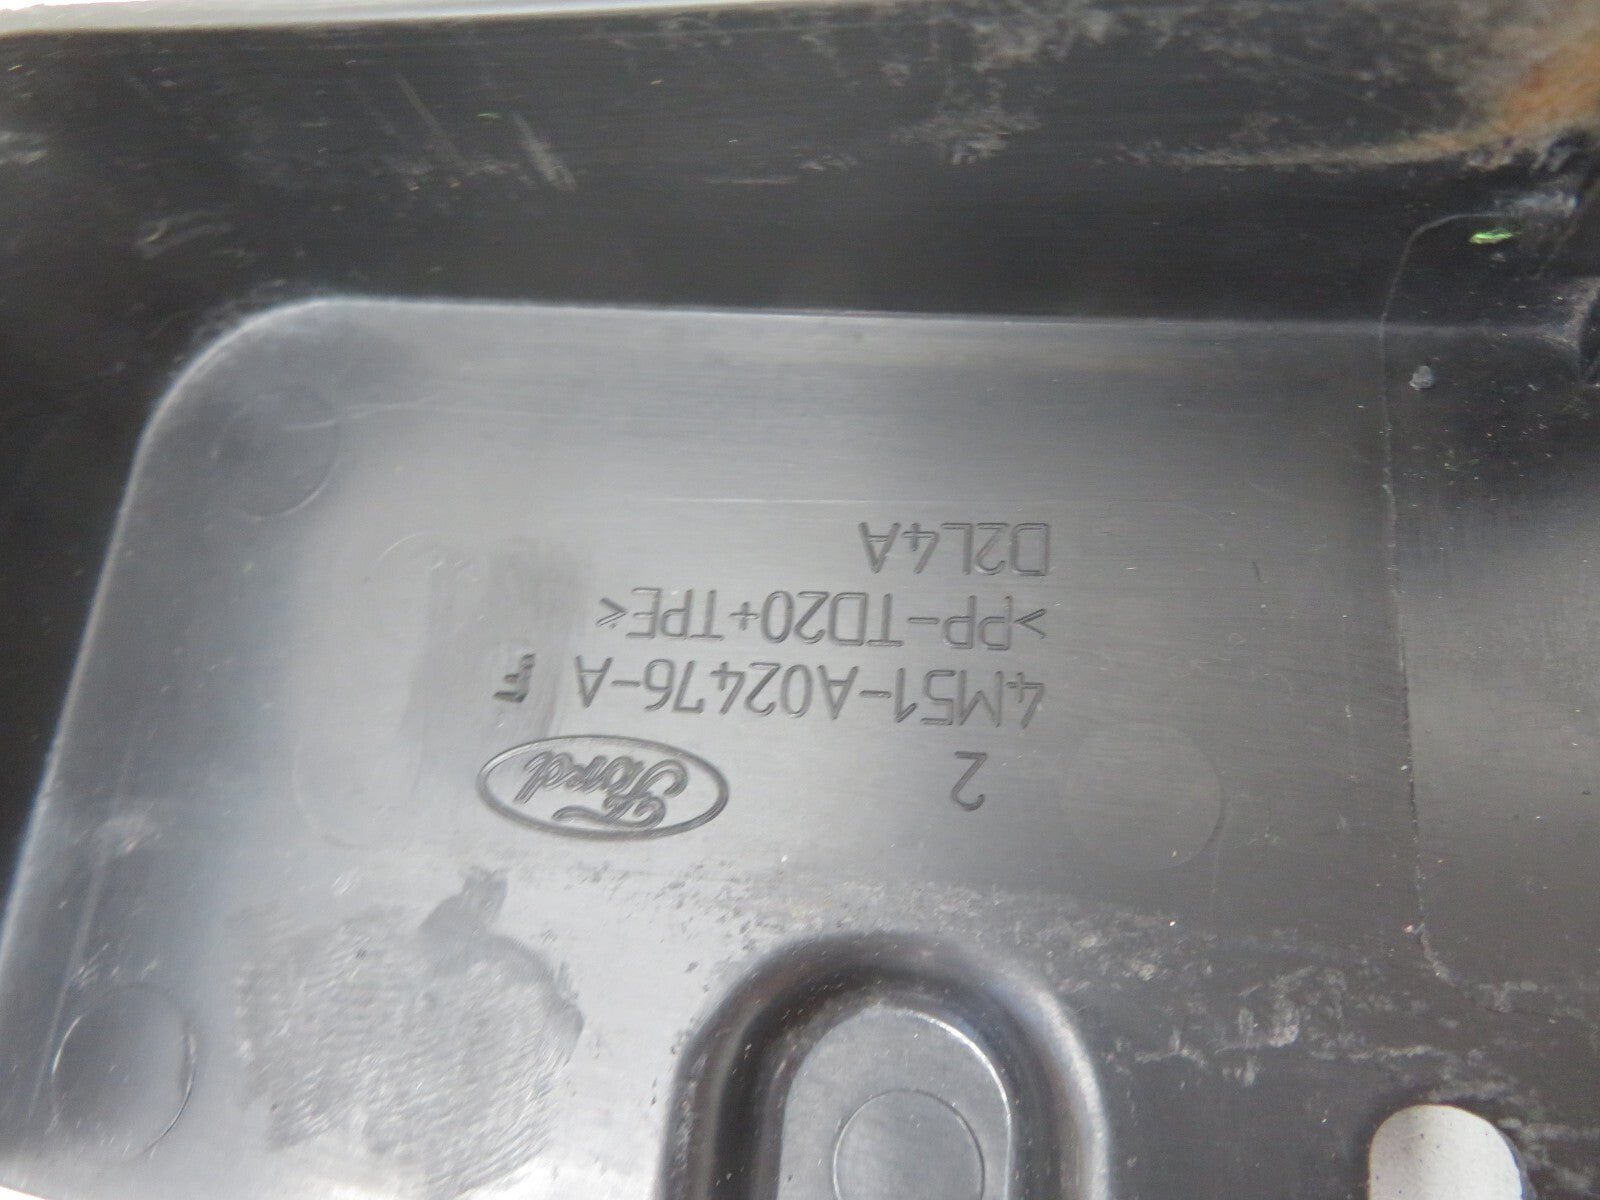 Ford
2
4M51-A02476-A
>PP-TD20+TPE<
D2L4A